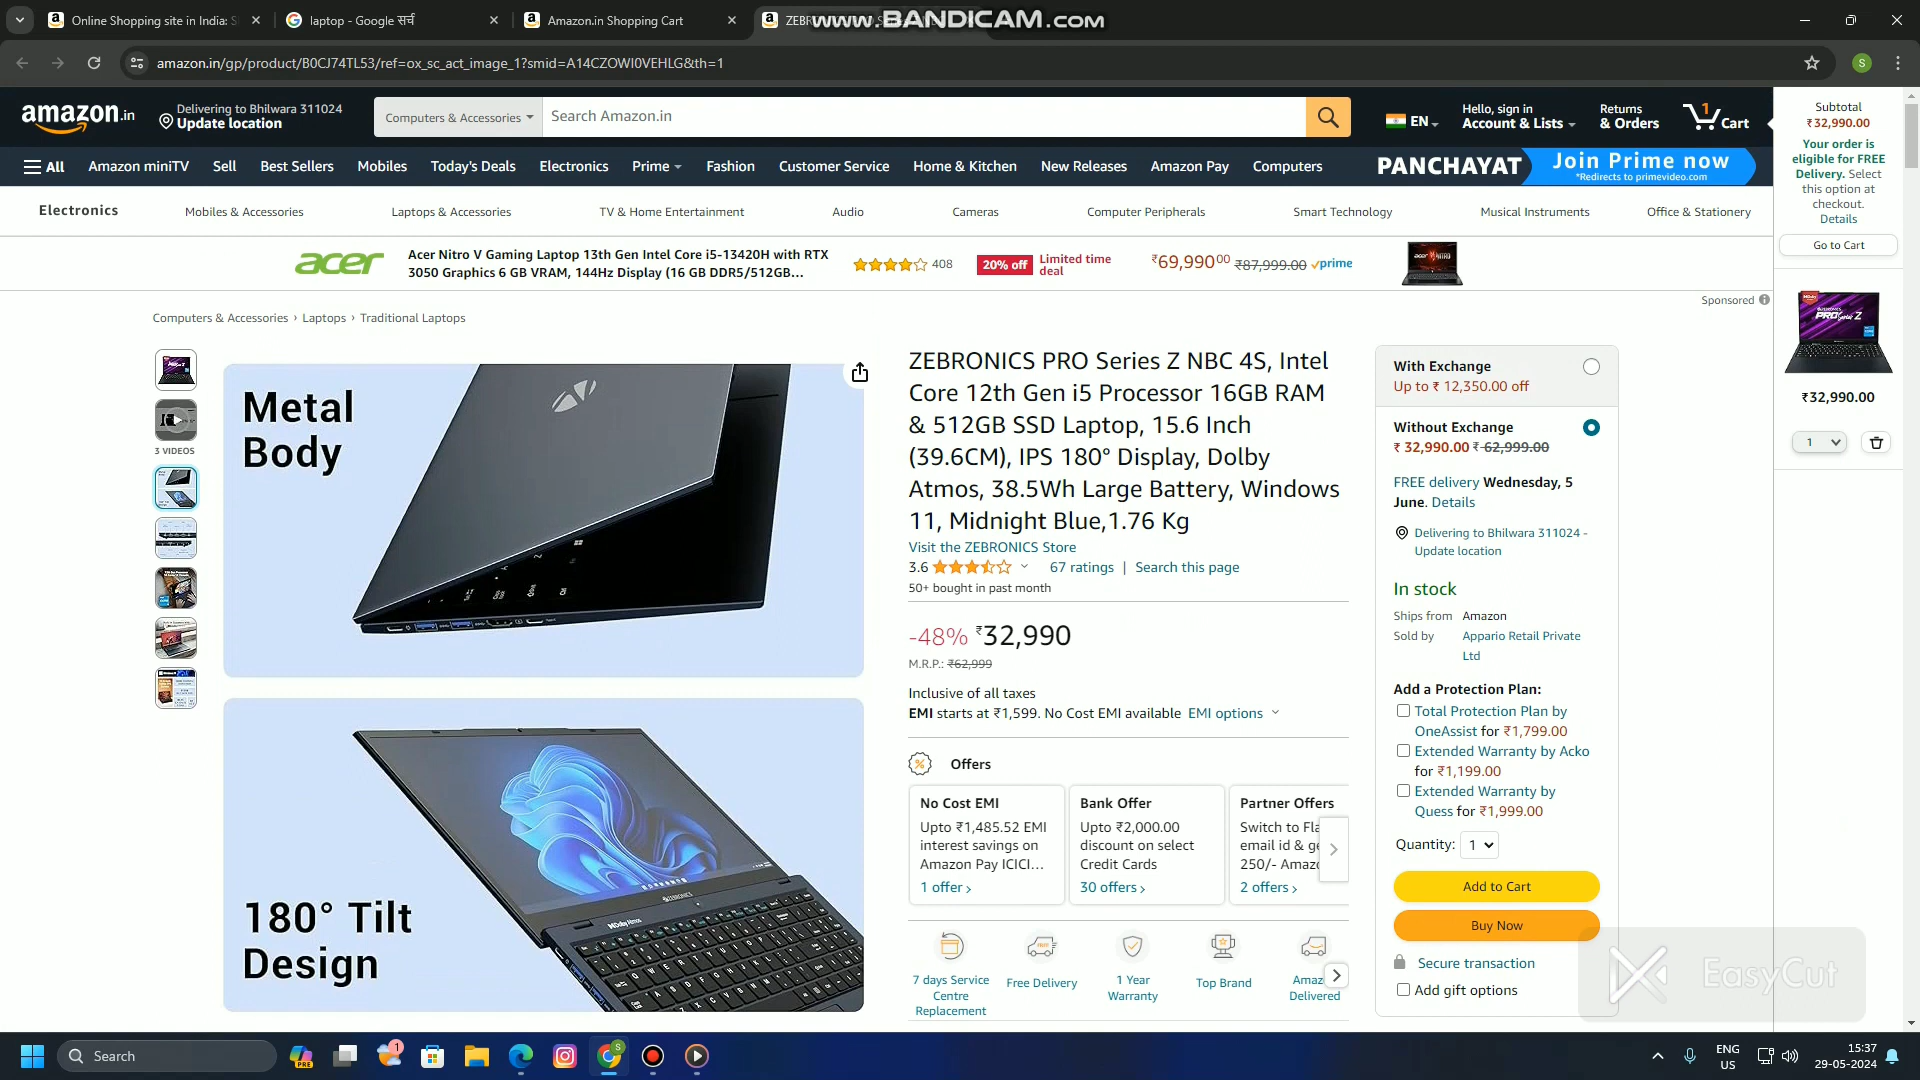 Online Shopping site in India: S
laptop - Google सर्च
Amazon.in Shopping Cart
WWW.BANDICAM.COM
amazon.in/gp/product/B0CJ74TL53/ref=ox_sc_act_image_1?smid=A14CZOWI0VEHLG&th=1
S
amazon.in
Delivering to Bhilwara 311024
Update location
Computers & Accessories
Search Amazon.in
EN
Hello, sign in
Account & Lists
Returns
& Orders
1
Cart
All
Amazon miniTV
Sell
Best Sellers
Mobiles
Today's Deals
Electronics
Prime
Fashion
Customer Service
Home & Kitchen
New Releases
Amazon Pay
Computers
PANCHAYAT
Join Prime now
*Redirects to primevideo.com
Electronics
Mobiles & Accessories
Laptops & Accessories
TV & Home Entertainment
Audio
Cameras
Computer Peripherals
Smart Technology
Musical Instruments
Office & Stationery
acer
Acer Nitro V Gaming Laptop 13th Gen Intel Core i5-13420H with RTX
3050 Graphics 6 GB VRAM, 144Hz Display (16 GB DDR5/512GB...
408
20% off
Limited time
deal
₹69,990.00 ₹87,999.00 prime
Sponsored
Computers & Accessories › Laptops › Traditional Laptops
3 VIDEOS
Metal
Body
180° Tilt
Design
ZEBRONICS PRO Series Z NBC 4S, Intel
Core 12th Gen i5 Processor 16GB RAM
& 512GB SSD Laptop, 15.6 Inch
(39.6CM), IPS 180° Display, Dolby
Atmos, 38.5Wh Large Battery, Windows
11, Midnight Blue,1.76 Kg
Visit the ZEBRONICS Store
3.6
67 ratings | Search this page
50+ bought in past month
-48% ₹32,990
M.R.P.: ₹62,999
Inclusive of all taxes
EMI starts at ₹1,599. No Cost EMI available EMI options
Offers
No Cost EMI
Upto ₹1,485.52 EMI
interest savings on
Amazon Pay ICICI...
1 offer ›
Bank Offer
Upto ₹2,000.00
discount on select
Credit Cards
30 offers ›
Partner Offers
Switch to Fla
email id & ge
250/- Amazo
2 offers ›
7 days Service
Centre
Replacement
Free Delivery
1 Year
Warranty
Top Brand
Amaz
Delivered
With Exchange
Up to ₹ 12,350.00 off
Without Exchange
₹ 32,990.00 ₹ 62,999.00
FREE delivery Wednesday, 5
June. Details
Delivering to Bhilwara 311024 -
Update location
In stock
Ships from Amazon
Sold by Appario Retail Private
Ltd
Add a Protection Plan:
Total Protection Plan by
OneAssist for ₹1,799.00
Extended Warranty by Acko
for ₹1,199.00
Extended Warranty by
Quess for ₹1,999.00
Quantity: 1
Add to Cart
Buy Now
Secure transaction
Add gift options
Subtotal
₹32,990.00
Your order is
eligible for FREE
Delivery. Select
this option at
checkout.
Details
Go to Cart
₹32,990.00
1
EasyCut
Search
PRE
1
S
ENG
US
15:37
29-05-2024